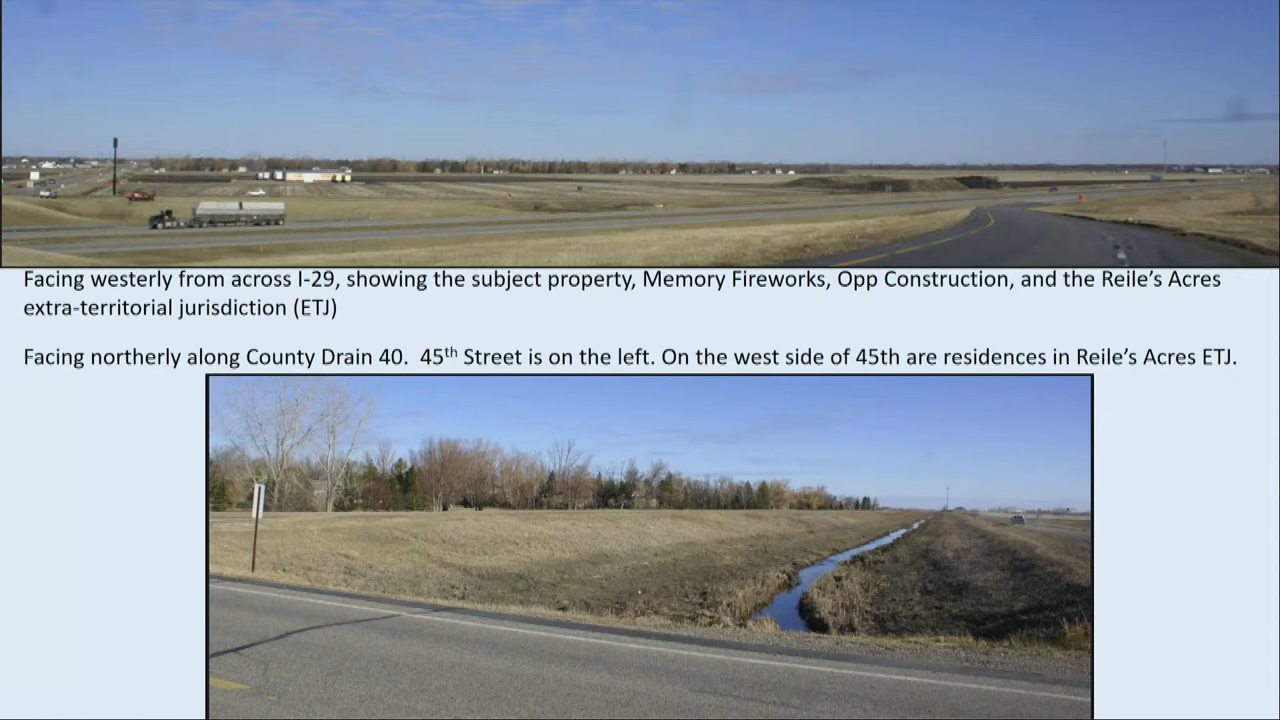 Facing westerly from across I-29, showing the subject property, Memory Fireworks, Opp Construction, and the Reile's Acres
extra-territorial jurisdiction (ETJ)
Facing northerly along County Drain 40.  45th Street is on the left. On the west side of 45th are residences in Reile's Acres ETJ.